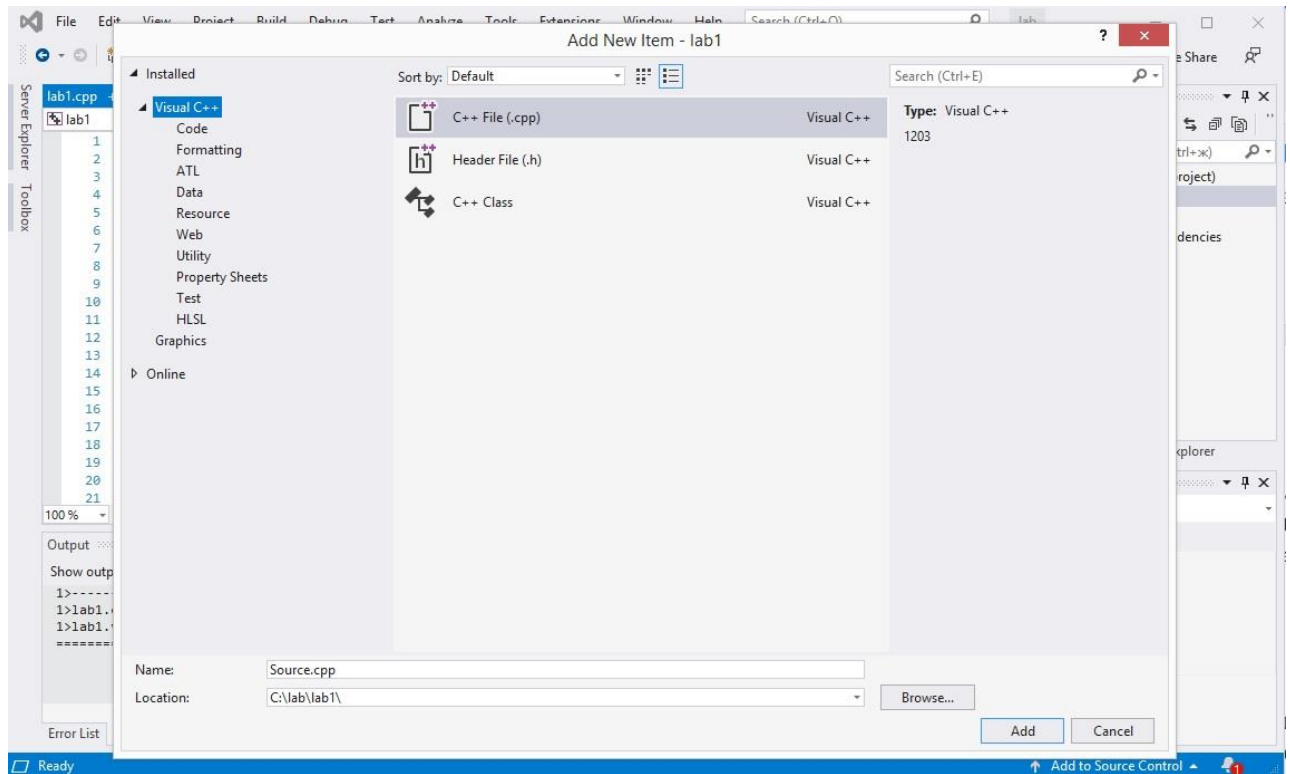 File Edit View Project Build Debug Test Analyze Tools Extensions Window Help Search (Ctrl+Q) lab
Add New Item - lab1
? ×
Share
Server Explorer
Toolbox
lab1.cpp
lab1
1
2
3
4
5
6
7
8
9
10
11
12
13
14
15
16
17
18
19
20
21
100 %
Output
Show outp
1>-----
1>lab1.
1>lab1.
=======
Error List
Installed
Visual C++
Code
Formatting
ATL
Data
Resource
Web
Utility
Property Sheets
Test
HLSL
Graphics
Online
Sort by: Default
C++ File (.cpp) Visual C++
Header File (.h) Visual C++
C++ Class Visual C++
Search (Ctrl+E)
Type: Visual C++
1203
trl+ж)
roject)
dencies
xplorer
Name: Source.cpp
Location: C:\lab\lab1\
Browse...
Add Cancel
Ready
Add to Source Control
1